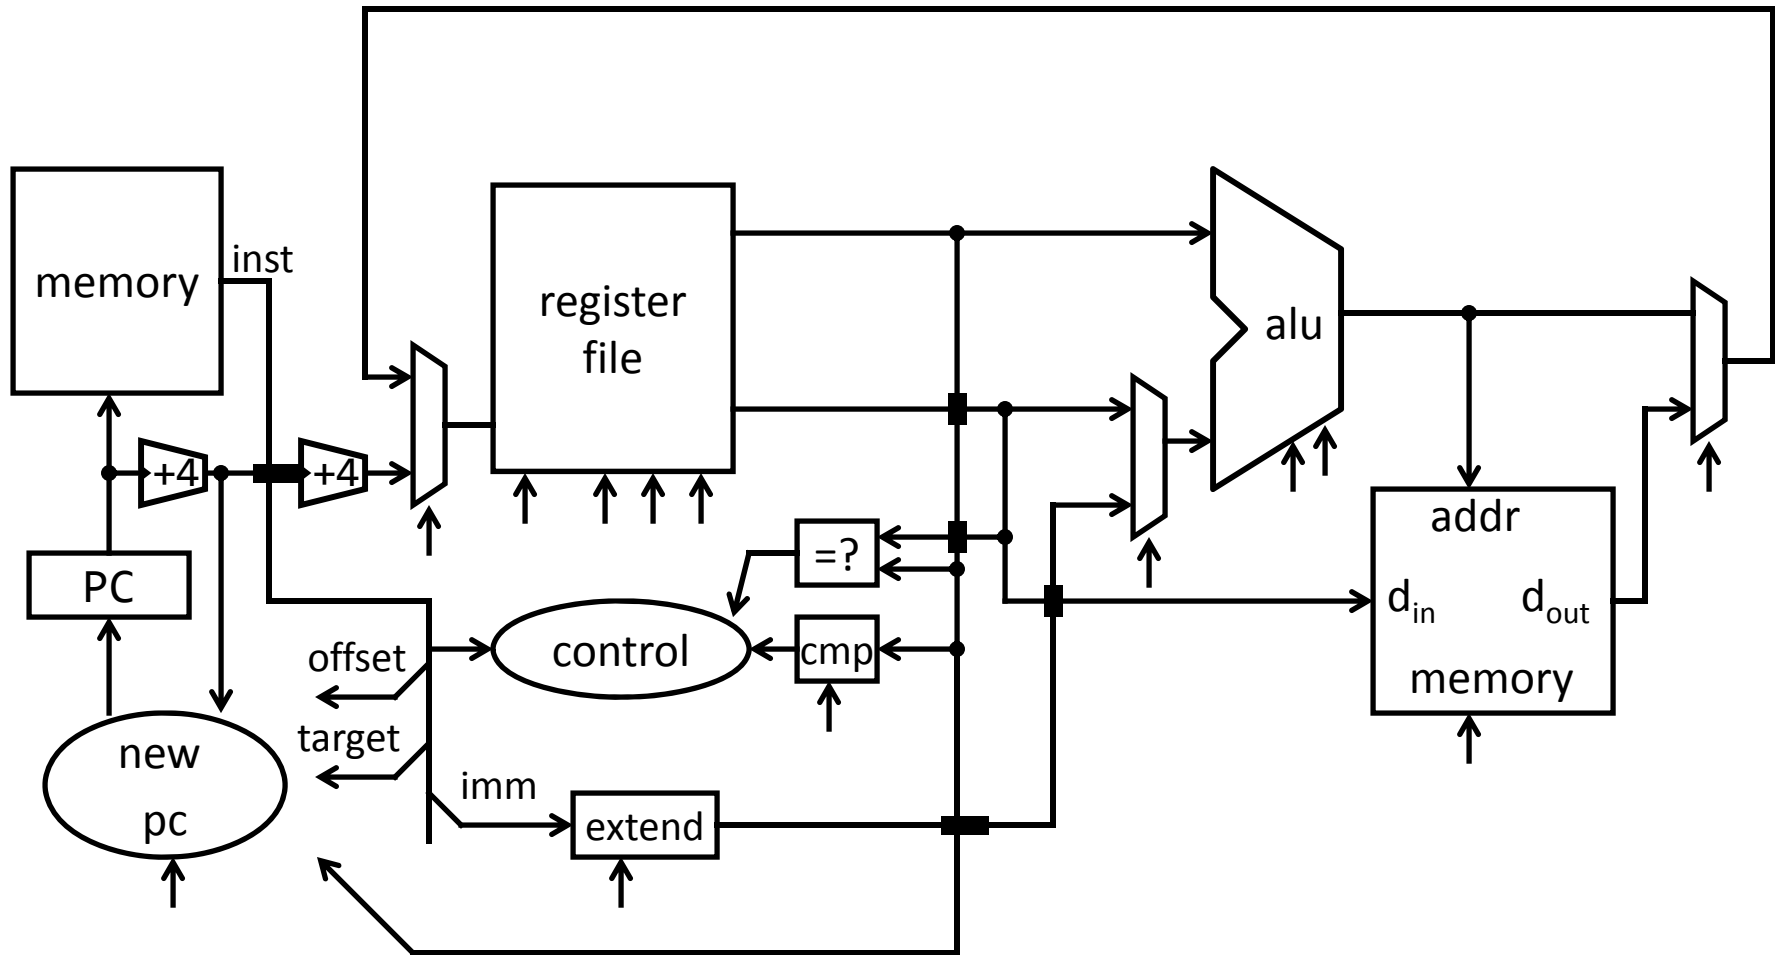 memory
inst
+4
+4
PC
new
pc
register
file
alu
=?
control
cmp
offset
target
imm
extend
addr
d_in
d_out
memory